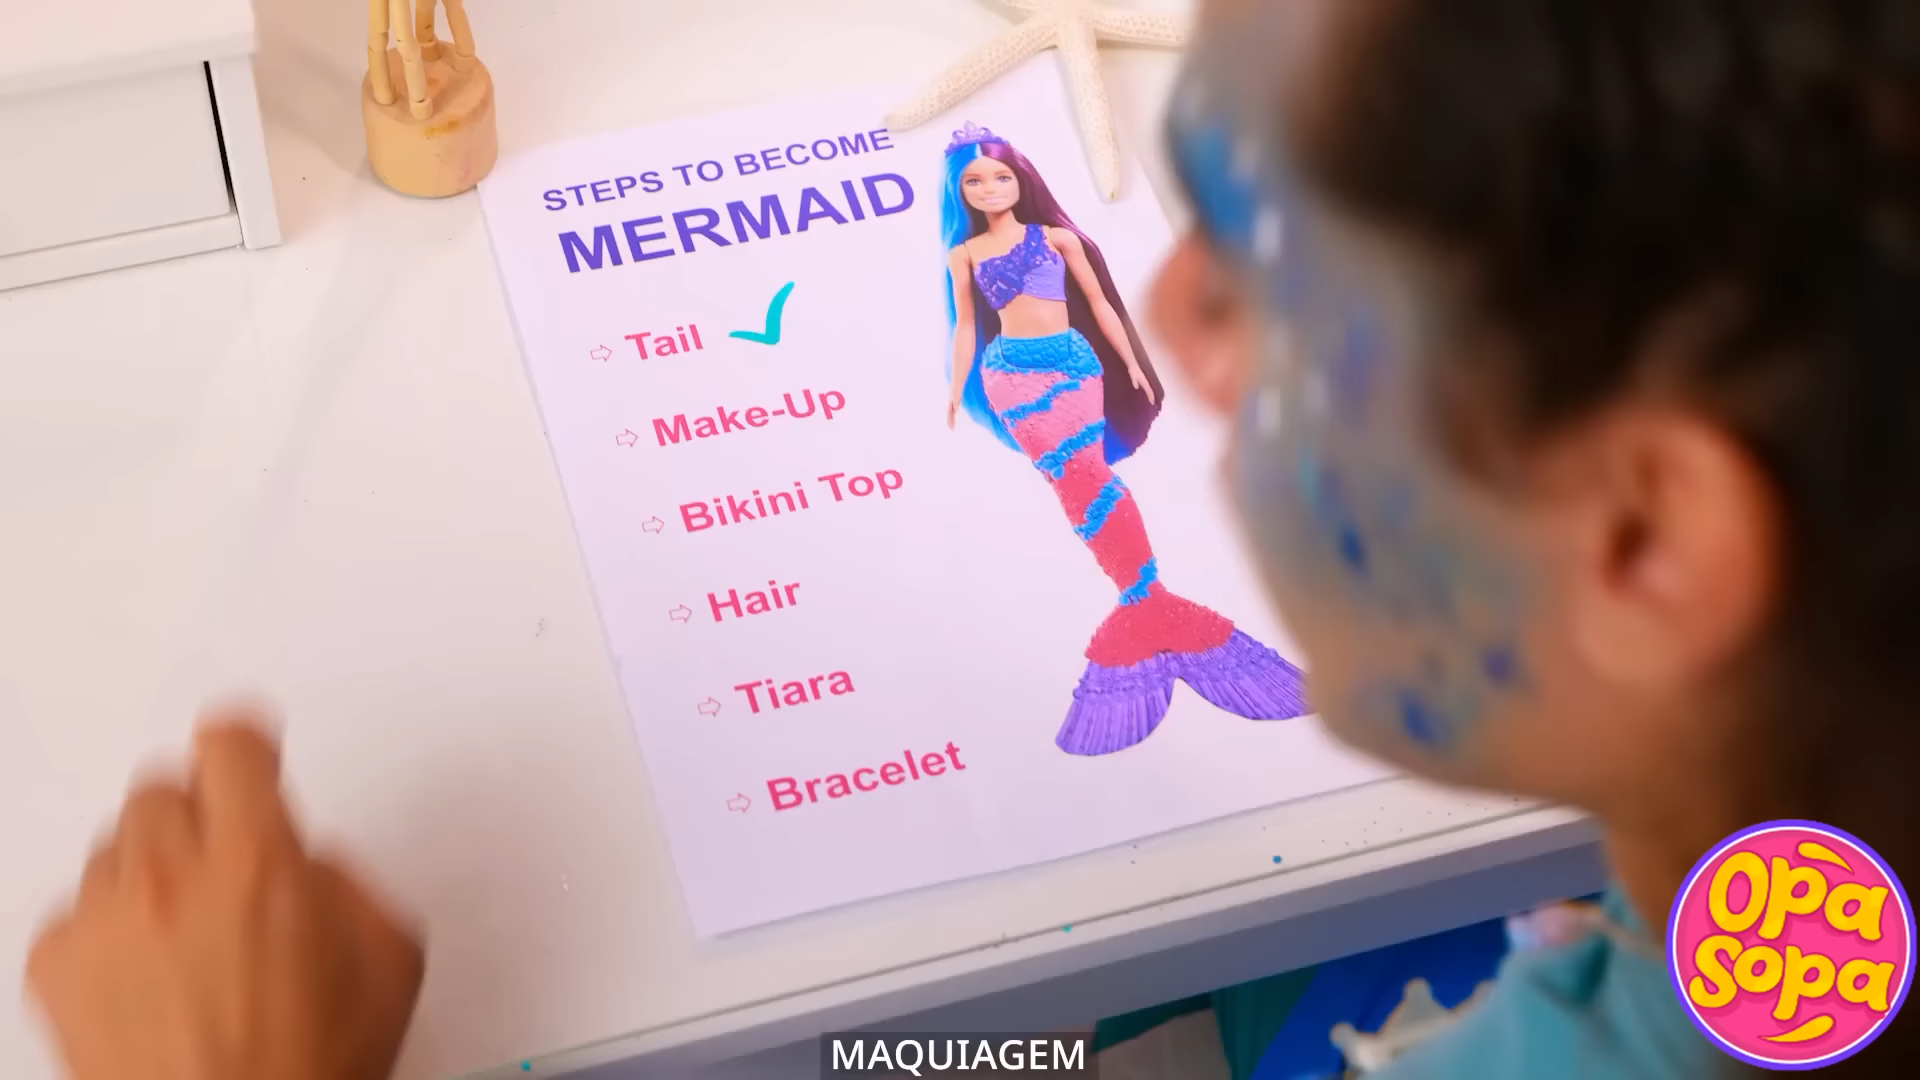 STEPS TO BECOME
MERMAID
Tail
Make-Up
Bikini Top
Hair
Tiara
Bracelet
Opa
Sopa
MAQUIAGEM